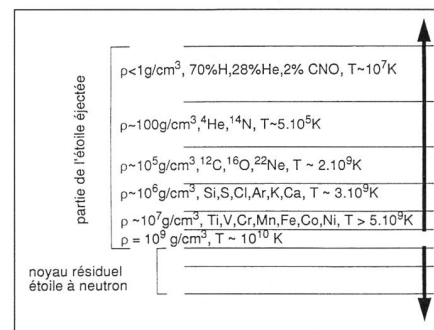 partie de l'étoile éjectée
ρ<1g/cm³, 70%H,28%He,2% CNO, T~10⁷K
ρ~100g/cm³,⁴He,¹⁴N, T~5.10⁵K
ρ~10⁵g/cm³,¹²C,¹⁶O,²²Ne, T ~ 2.10⁹K
ρ~10⁶g/cm³, Si,S,Cl,Ar,K,Ca, T ~ 3.10⁹K
ρ ~10⁷g/cm³, Ti,V,Cr,Mn,Fe,Co,Ni, T > 5.10⁹K
ρ = 10⁹ g/cm³, T ~ 10¹⁰ K
noyau résiduel
étoile à neutron